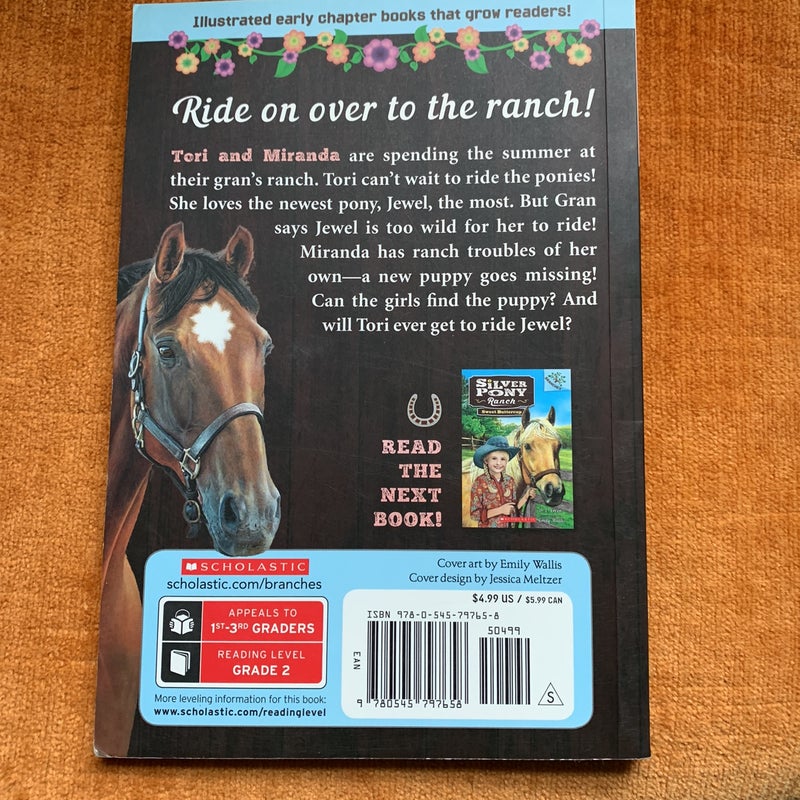 Illustrated early chapter books that grow readers!
Ride on over to the ranch!
Tori and Miranda are spending the summer at
their gran's ranch. Tori can't wait to ride the ponies!
She loves the newest pony, Jewel, the most. But Gran
says Jewel is too wild for her to ride!
Miranda has ranch troubles of her
own—a new puppy goes missing!
Can the girls find the puppy? And
will Tori ever get to ride Jewel?
SILVER
PONY
Ranch
Sweet Buttercup
SCHOLASTIC
READ
THE
NEXT
BOOK!
SCHOLASTIC
scholastic.com/branches
Cover art by Emily Wallis
Cover design by Jessica Meltzer
APPEALS TO
1ST-3RD GRADERS
READING LEVEL
GRADE 2
More leveling information for this book:
www.scholastic.com/readinglevel
$4.99 US / $5.99 CAN
ISBN 978-0-545-79765-8
50499
EAN
9 780545 797658
S